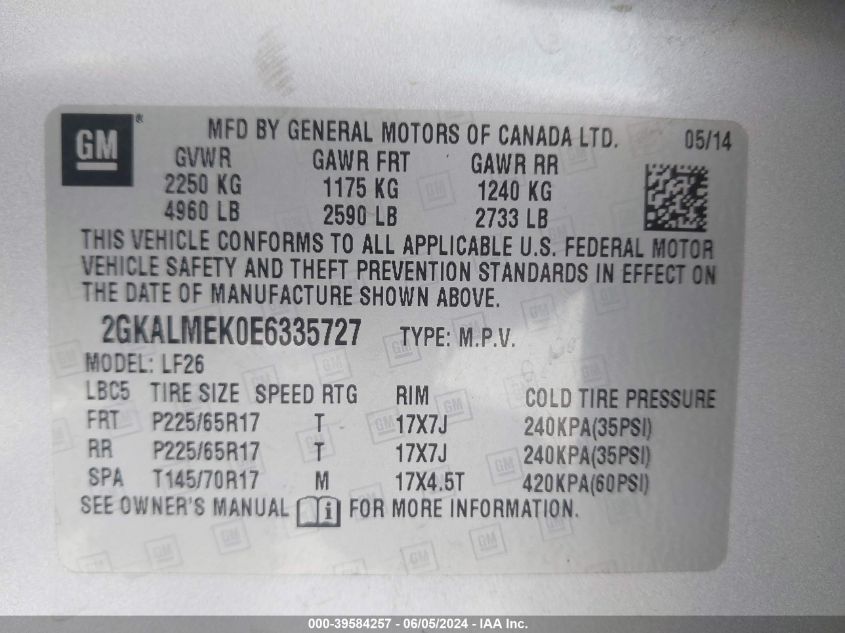 GM ® MFD BY GENERAL MOTORS OF CANADA LTD. 05/14
GVWR GAWR FRT GAWR RR
2250 KG 1175 KG 1240 KG
4960 LB 2590 LB 2733 LB
THIS VEHICLE CONFORMS TO ALL APPLICABLE U.S. FEDERAL MOTOR
VEHICLE SAFETY AND THEFT PREVENTION STANDARDS IN EFFECT ON
THE DATE OF MANUFACTURE SHOWN ABOVE.
2GKALMEK0E6335727 TYPE: M.P.V.
MODEL: LF26
LBC5 TIRE SIZE SPEED RTG RIM COLD TIRE PRESSURE
FRT P225/65R17 T 17X7J 240KPA(35PSI)
RR P225/65R17 T 17X7J 240KPA(35PSI)
SPA T145/70R17 M 17X4.5T 420KPA(60PSI)
SEE OWNER'S MANUAL i FOR MORE INFORMATION.
000-39584257 - 06/05/2024 - IAA Inc.